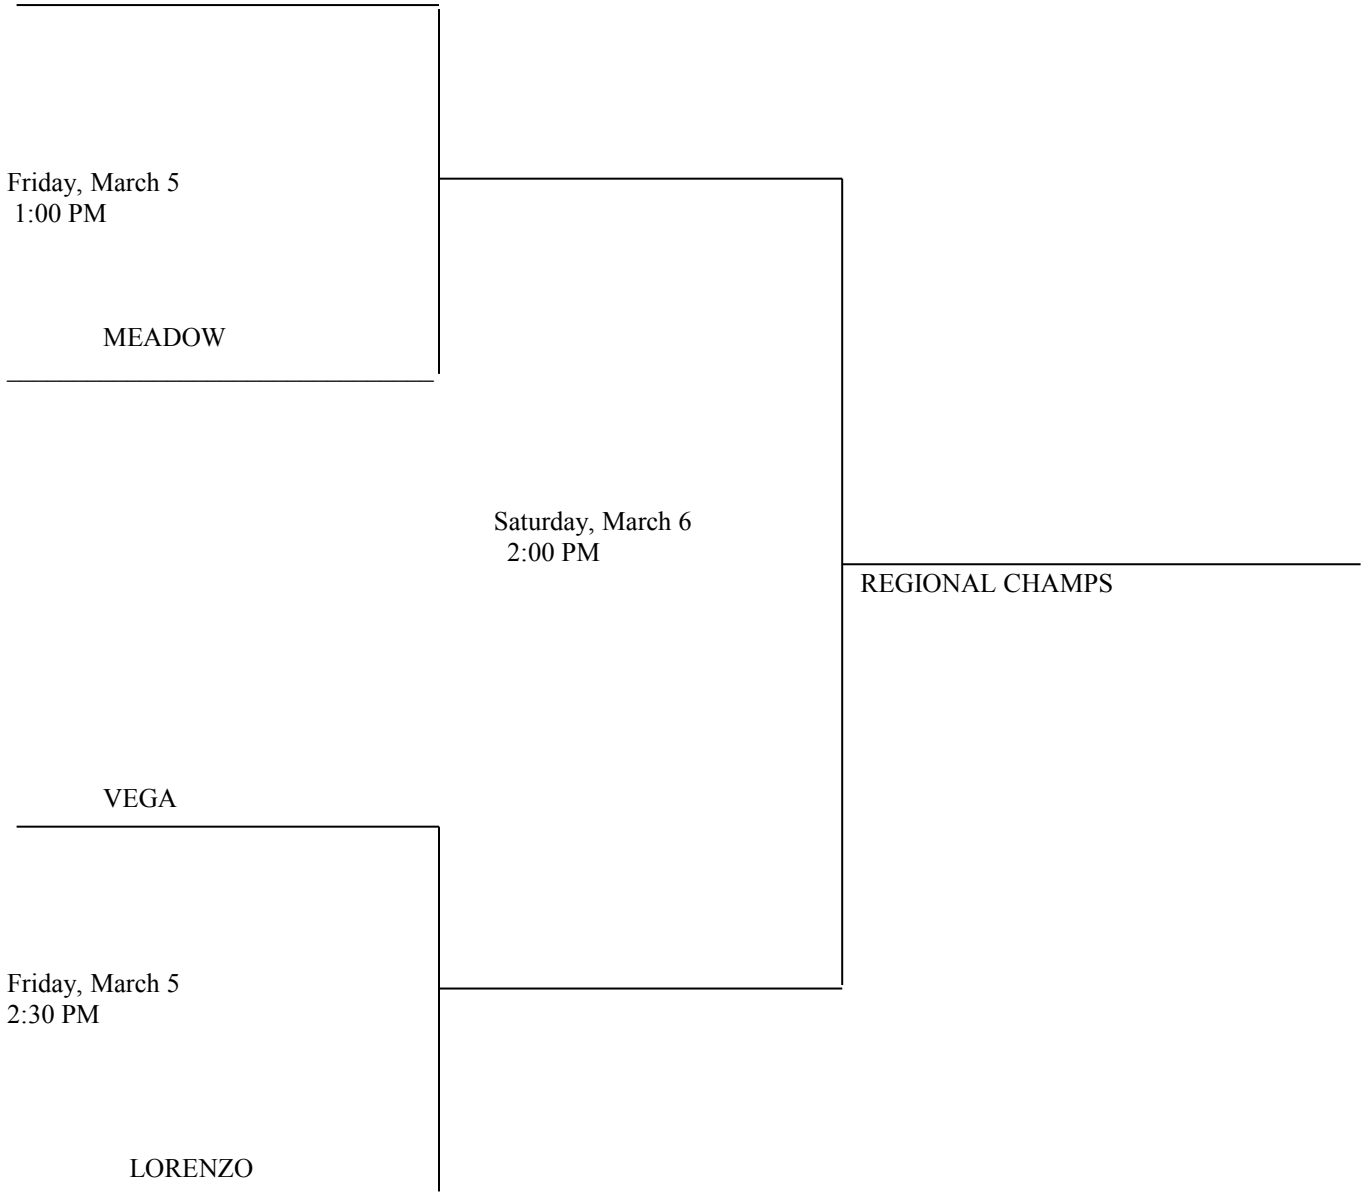 Friday, March 5
1:00 PM
MEADOW
Saturday, March 6
2:00 PM
REGIONAL CHAMPS
VEGA
Friday, March 5
2:30 PM
LORENZO